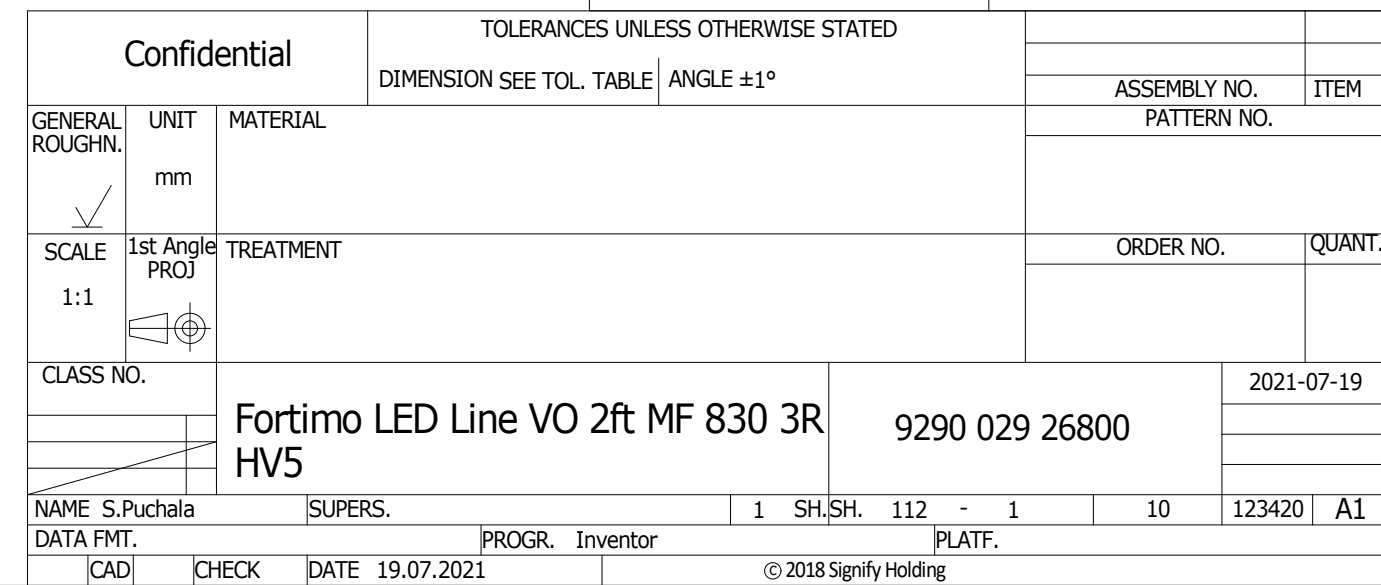 Confidential
TOLERANCES UNLESS OTHERWISE STATED
DIMENSION SEE TOL. TABLE ANGLE ±1°
ASSEMBLY NO. ITEM
GENERAL
ROUGHN.
UNIT
mm
MATERIAL
PATTERN NO.
SCALE
1:1
1st Angle
PROJ
TREATMENT
ORDER NO. QUANT.
CLASS NO.
Fortimo LED Line VO 2ft MF 830 3R
HV5
9290 029 26800
2021-07-19
NAME S.Puchala SUPERS. 1 SH. SH. 112 - 1 10 123420 A1
DATA FMT. PROGR. Inventor PLATF.
CAD CHECK DATE 19.07.2021 © 2018 Signify Holding